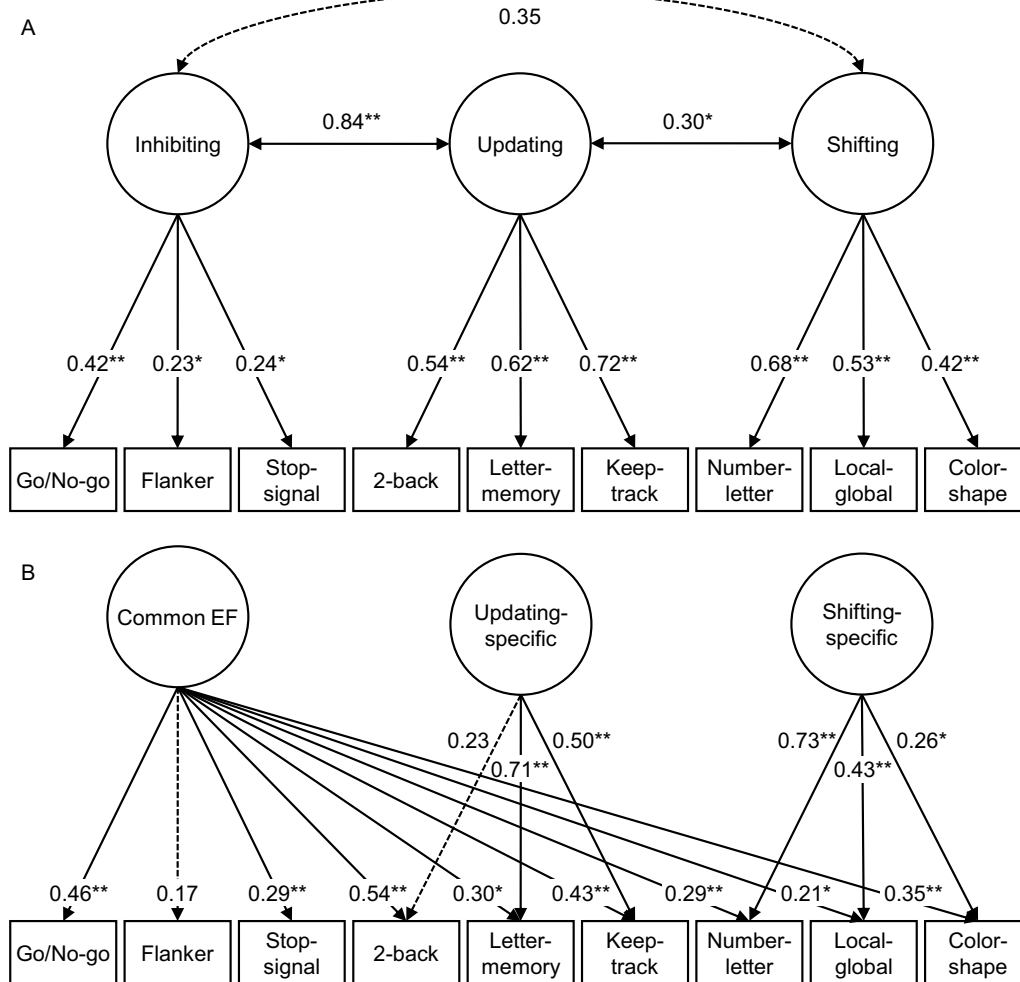 A
0.35
0.84**
0.30*
Inhibiting
Updating
Shifting
0.42**
0.23*
0.24*
0.54**
0.62**
0.72**
0.68**
0.53**
0.42**
Go/No-go
Flanker
Stop-
signal
2-back
Letter-
memory
Keep-
track
Number-
letter
Local-
global
Color-
shape
B
Common EF
Updating-
specific
Shifting-
specific
0.23
0.71**
0.50**
0.73**
0.43**
0.26*
0.46**
0.17
0.29**
0.54**
0.30*
0.43**
0.29**
0.21*
0.35**
Go/No-go
Flanker
Stop-
signal
2-back
Letter-
memory
Keep-
track
Number-
letter
Local-
global
Color-
shape